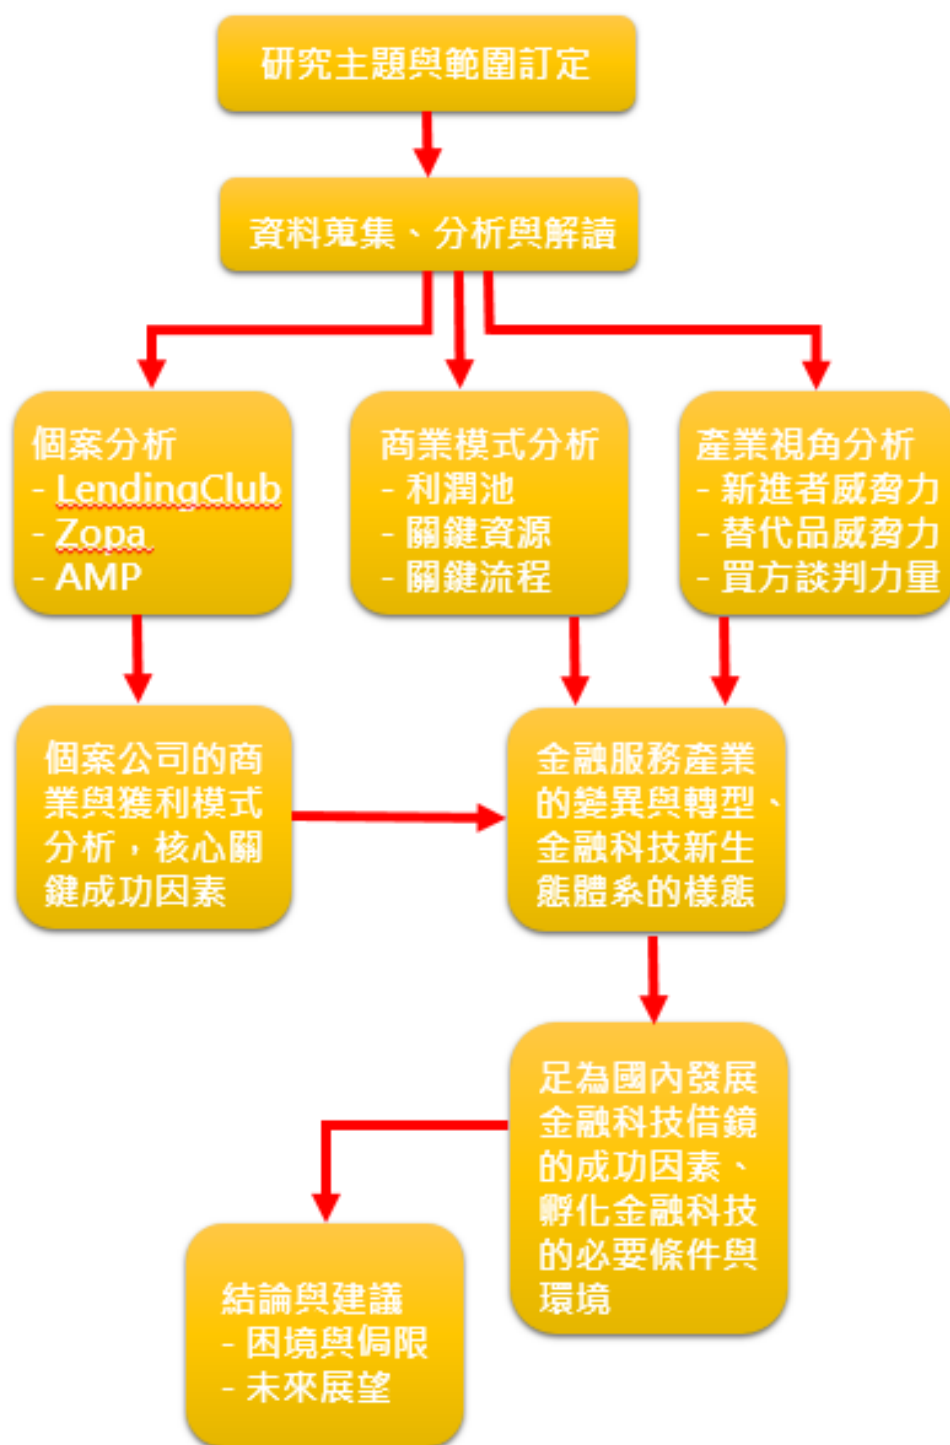 研究主題與範圍訂定
資料蒐集、分析與解讀
個案分析
- LendingClub
- Zopa
- AMP
商業模式分析
- 利潤池
- 關鍵資源
- 關鍵流程
產業視角分析
- 新進者威脅力
- 替代品威脅力
- 買方談判力量
個案公司的商
業與獲利模式
分析，核心關
鍵成功因素
金融服務產業
的變異與轉型、
金融科技新生
態體系的樣態
足為國內發展
金融科技借鏡
的成功因素、
孵化金融科技
的必要條件與
環境
結論與建議
- 困境與侷限
- 未來展望